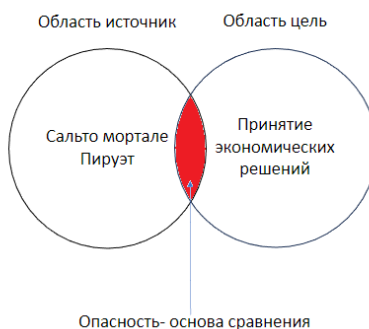 Область источник
Область цель
Сальто мортале
Пируэт
Принятие
экономических
решений
Опасность- основа сравнения